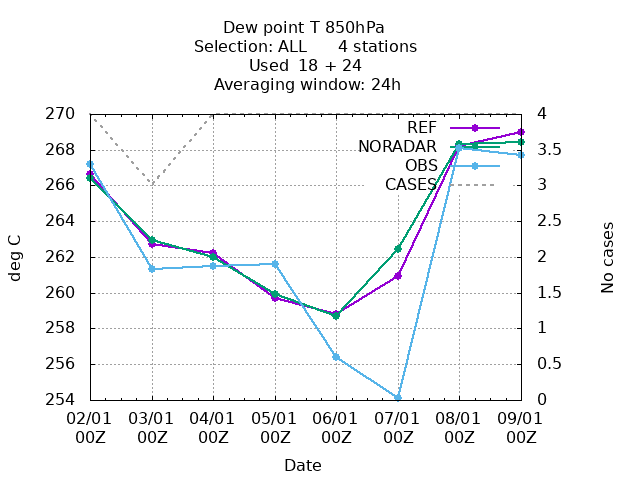 Dew point T 850hPa
Selection: ALL      4 stations
Used  18 + 24
Averaging window: 24h
270
268
266
264
262
260
258
256
254
4
3.5
3
2.5
2
1.5
1
0.5
0
REF
NORADAR
OBS
CASES
deg C
No cases
02/01 03/01 04/01 05/01 06/01 07/01 08/01 09/01
00Z 00Z 00Z 00Z 00Z 00Z 00Z 00Z
Date